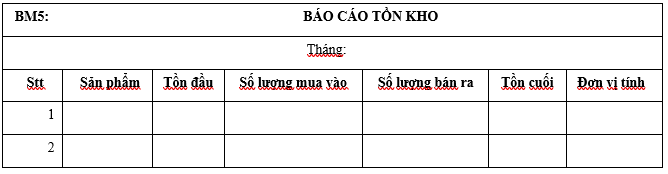 BM5: BÁO CÁO TỒN KHO
Tháng:
Stt Sản phẩm Tồn đầu Số lượng mua vào Số lượng bán ra Tồn cuối Đơn vị tính
1
2